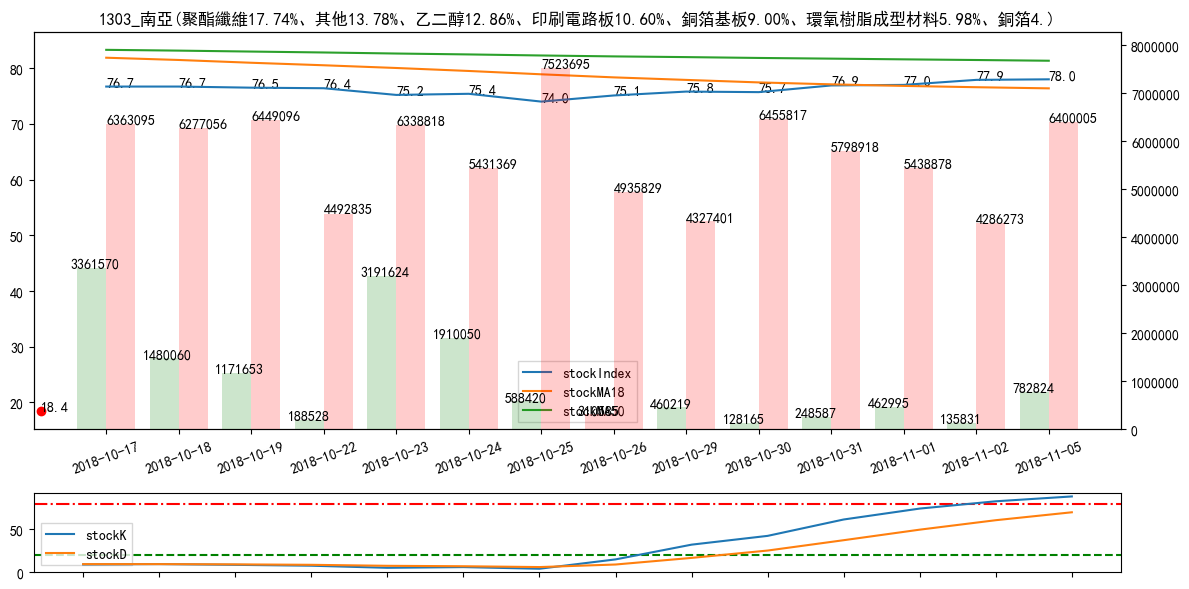 1303_南亞(聚酯纖維17.74%、其他13.78%、乙二醇12.86%、印刷電路板10.60%、銅箔基板9.00%、環氧樹脂成型材料5.98%、銅箔4.)
80
70
60
50
40
30
20
8000000
7000000
6000000
5000000
4000000
3000000
2000000
1000000
0
76.7 76.7 76.5 76.4 75.2 75.4 74.0 75.1 75.8 75.7 76.9 77.0 77.9 78.0
6363095 6277056 6449096 4492835 6338818 5431369 7523695 4935829 4327401 6455817 5798918 5438878 4286273 6400005
3361570 1480060 1171653 188528 3191624 1910050 588420 460219 128165 248587 462995 135831 782824
18.4
stockIndex
stockMA18
2018-10-17 2018-10-18 2018-10-19 2018-10-22 2018-10-23 2018-10-24 2018-10-25 2018-10-26 2018-10-29 2018-10-30 2018-10-31 2018-11-01 2018-11-02 2018-11-05
50
0
stockK
stockD